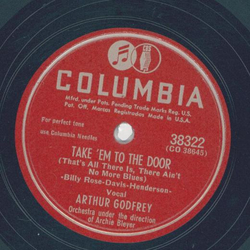 COLUMBIA
Mfrd. under Pats. Pending Trade Marks Reg. U.S.
Pat. Off. Marcas Registradas Made in U.S.A.
For perfect tone
use Columbia Needles
38322
(CO 38645)
TAKE 'EM TO THE DOOR
(That's All There Is, There Ain't
No More Blues)
-Billy Rose-Davis-Henderson-
Vocal
ARTHUR GODFREY
Orchestra under the direction
of Archie Bleyer